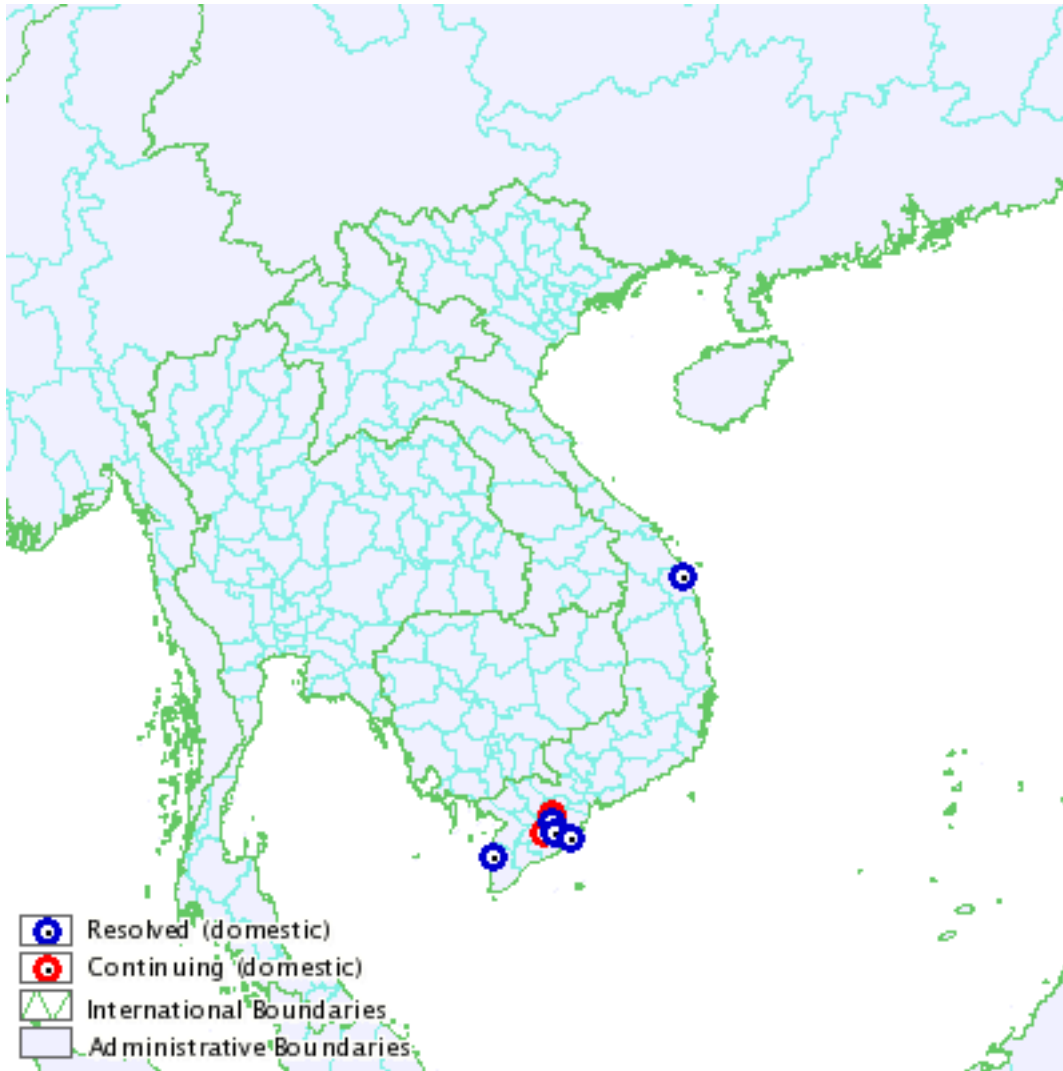 Resolved (domestic)
Continuing (domestic)
International Boundaries
Administrative Boundaries